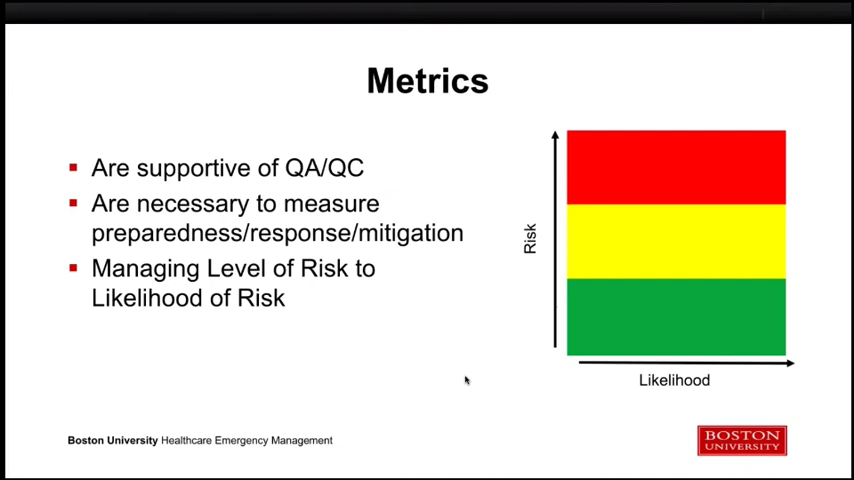 Metrics
Are supportive of QA/QC
Are necessary to measure
preparedness/response/mitigation
Managing Level of Risk to
Likelihood of Risk
Risk
Likelihood
Boston University Healthcare Emergency Management
BOSTON
UNIVERSITY